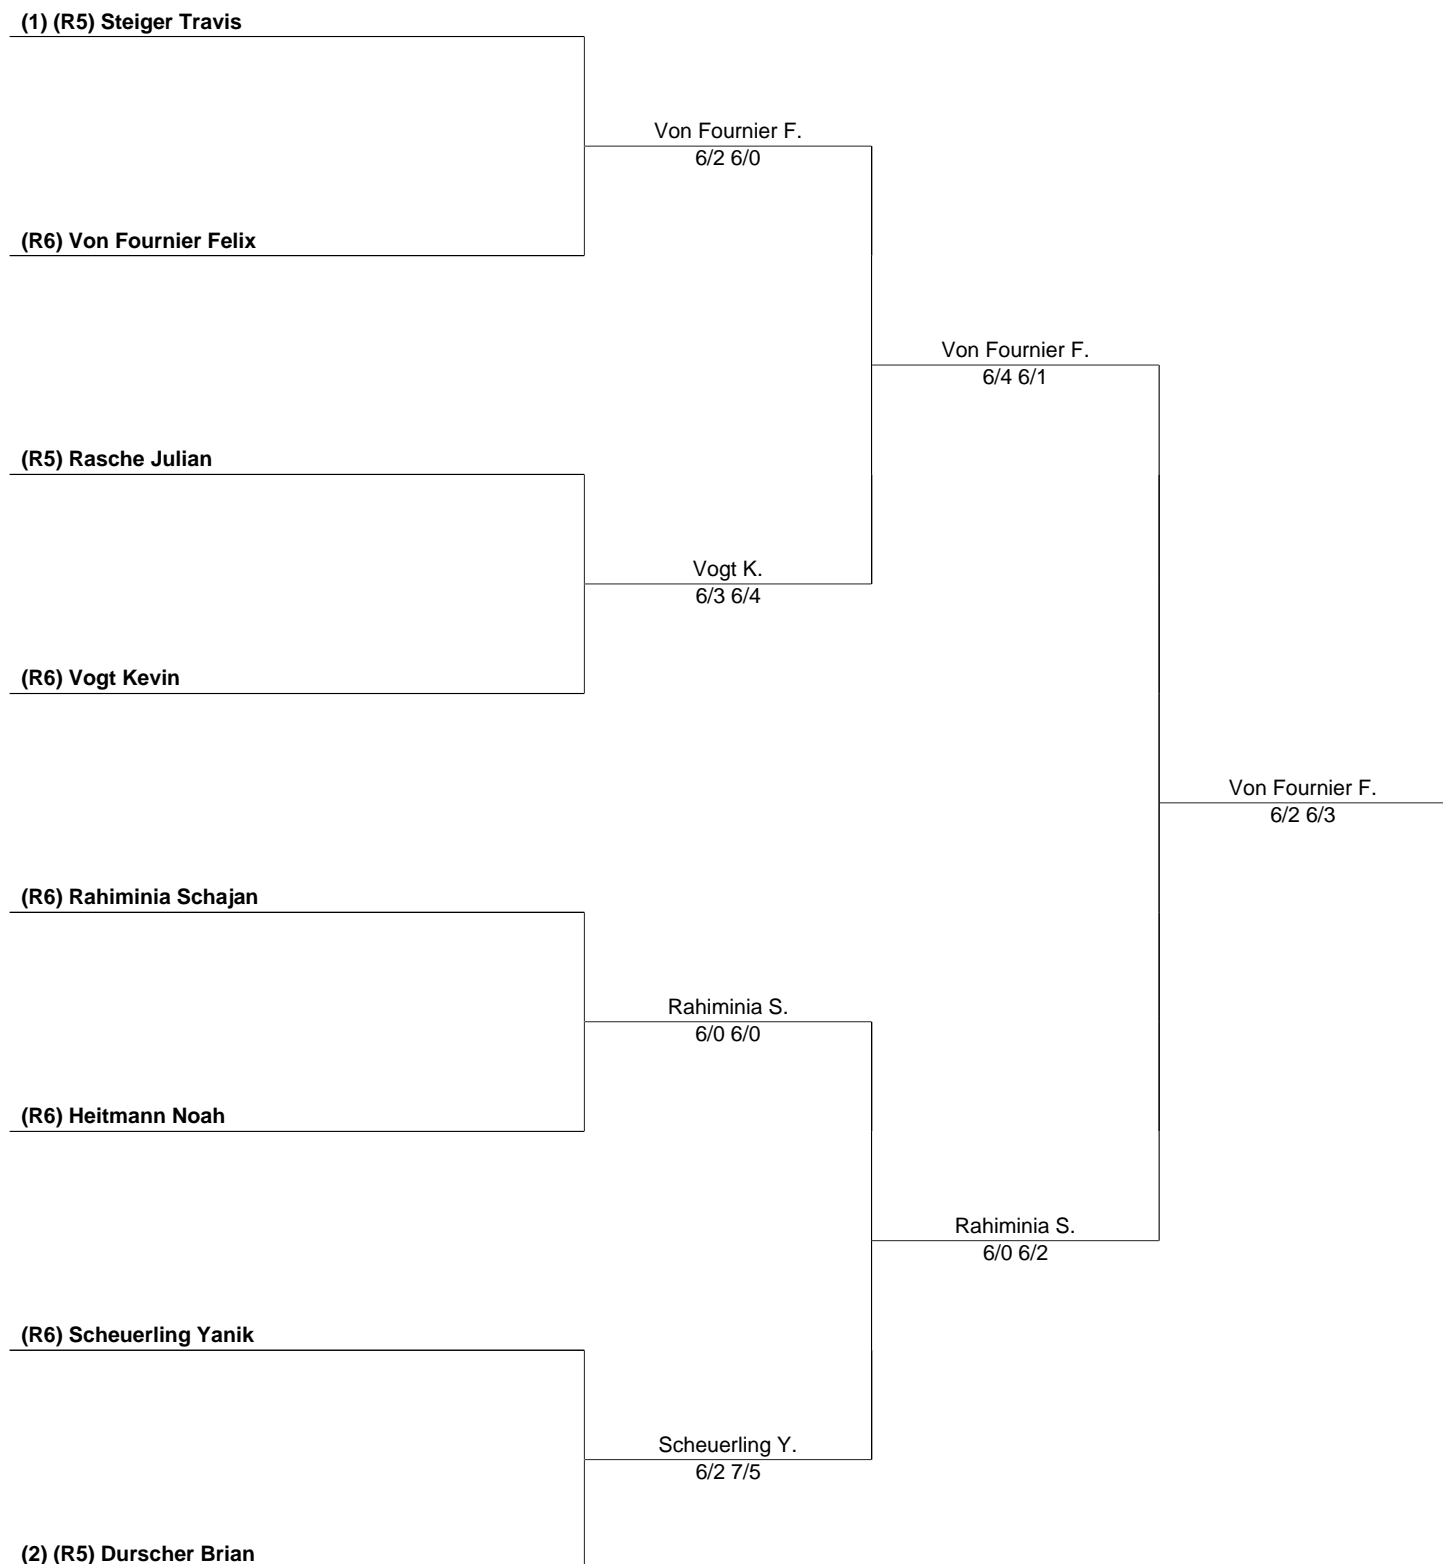 (1) (R5) Steiger Travis
Von Fournier F.
6/2 6/0
(R6) Von Fournier Felix
Von Fournier F.
6/4 6/1
(R5) Rasche Julian
Vogt K.
6/3 6/4
(R6) Vogt Kevin
Von Fournier F.
6/2 6/3
(R6) Rahiminia Schajan
Rahiminia S.
6/0 6/0
(R6) Heitmann Noah
Rahiminia S.
6/0 6/2
(R6) Scheuerling Yanik
Scheuerling Y.
6/2 7/5
(2) (R5) Durscher Brian